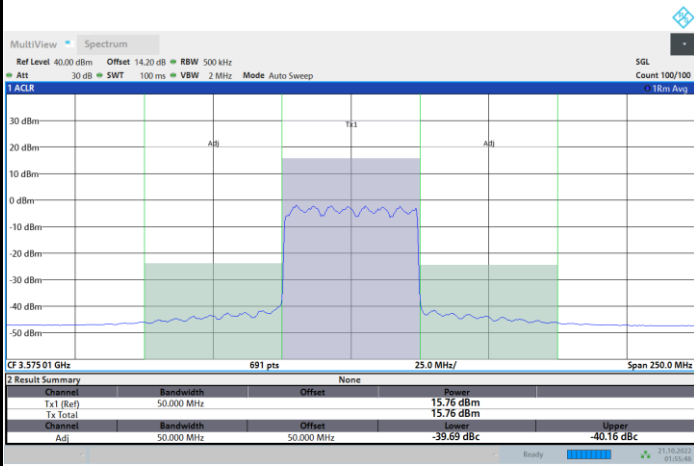 MultiView Spectrum
Ref Level 40.00 dBm Offset 14.20 dB RBW 500 kHz SGL
Att 30 dB SWT 100 ms VBW 2 MHz Mode Auto Sweep Count 100/100
1 ACLR 1Rm Avg
30 dBm
Tx1
20 dBm
Adj Adj
10 dBm
0 dBm
-10 dBm
-20 dBm
-30 dBm
-40 dBm
-50 dBm
CF 3.575 01 GHz 691 pts 25.0 MHz/ Span 250.0 MHz
2 Result Summary None
Channel Bandwidth Offset Power
Tx1 (Ref) 50.000 MHz 15.76 dBm
Tx Total 15.76 dBm
Channel Bandwidth Offset Lower Upper
Adj 50.000 MHz 50.000 MHz -39.69 dBc -40.16 dBc
Ready 21.10.2022
01:55:46